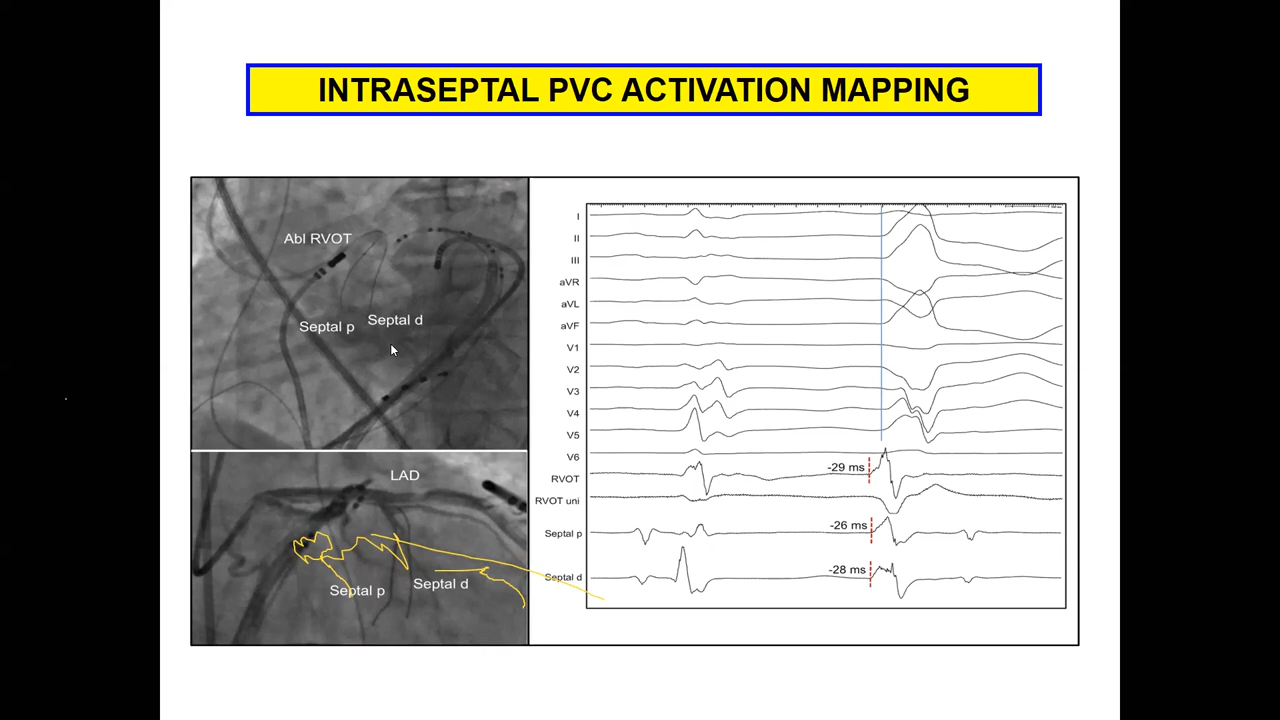 INTRASEPTAL PVC ACTIVATION MAPPING
Abl RVOT
Septal p
Septal d
LAD
Septal p
Septal d
I
II
III
aVR
aVL
aVF
V1
V2
V3
V4
V5
V6
RVOT
-29 ms
RVOT uni
Septal p
-26 ms
Septal d
-28 ms